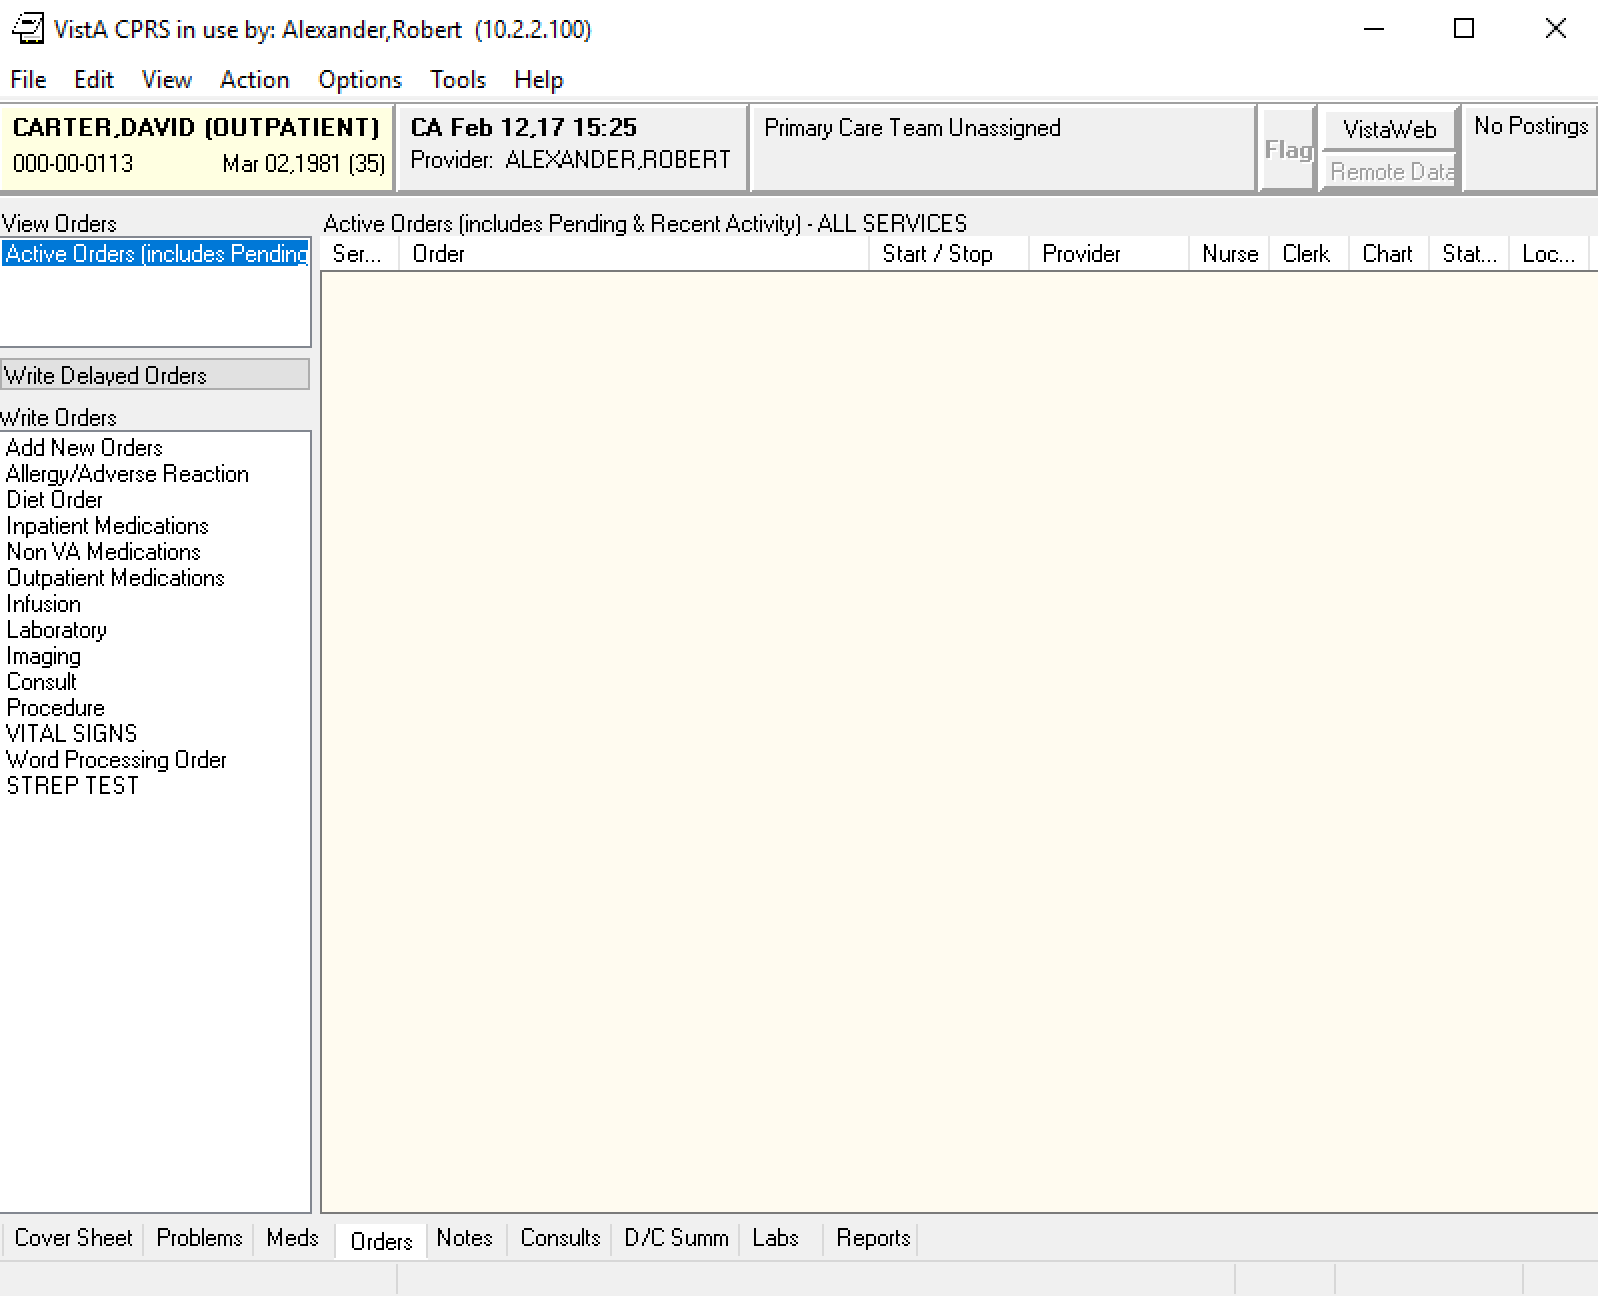 VistA CPRS in use by: Alexander,Robert (10.2.2.100)
File Edit View Action Options Tools Help
CARTER,DAVID (OUTPATIENT)
000-00-0113 Mar 02,1981 (35)
CA Feb 12,17 15:25
Provider: ALEXANDER,ROBERT
Primary Care Team Unassigned
Flag
VistaWeb
Remote Data
No Postings
View Orders
Active Orders (includes Pending
Write Delayed Orders
Write Orders
Add New Orders
Allergy/Adverse Reaction
Diet Order
Inpatient Medications
Non VA Medications
Outpatient Medications
Infusion
Laboratory
Imaging
Consult
Procedure
VITAL SIGNS
Word Processing Order
STREP TEST
Active Orders (includes Pending & Recent Activity) - ALL SERVICES
Ser... Order Start / Stop Provider Nurse Clerk Chart Stat... Loc...
Cover Sheet Problems Meds Orders Notes Consults D/C Summ Labs Reports